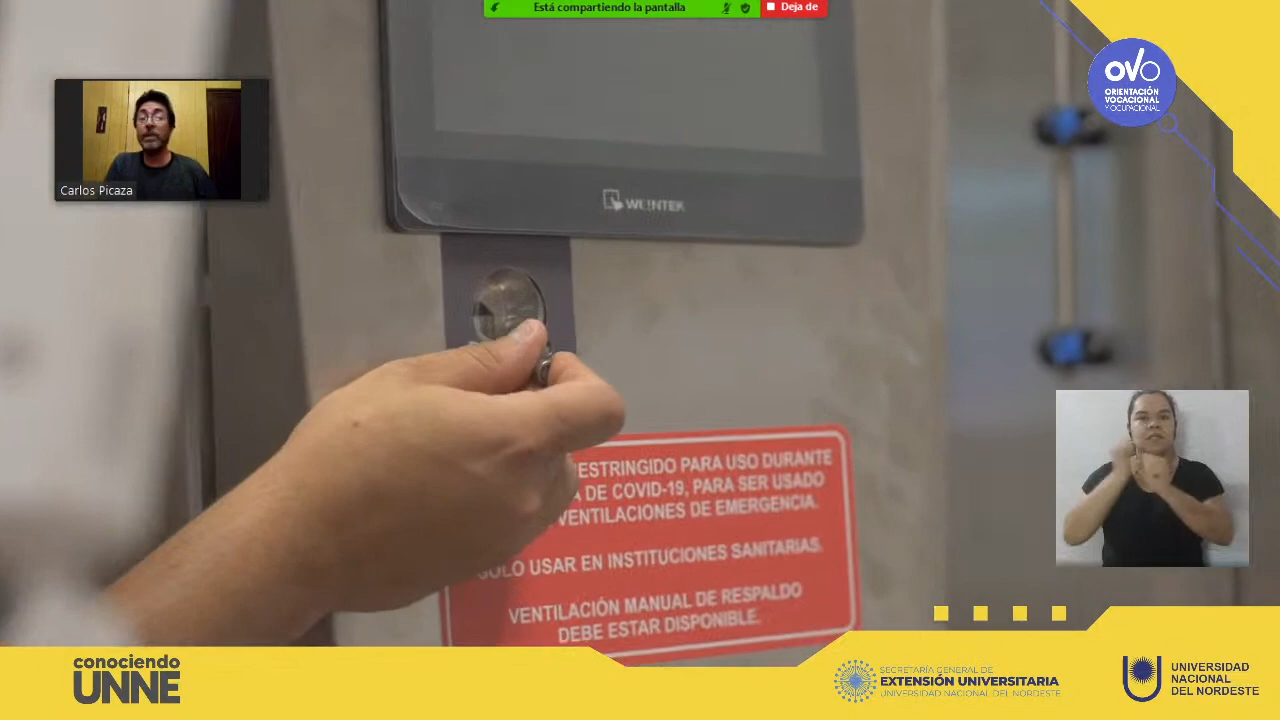 Está compartiendo la pantalla
Deja de
OVO
ORIENTACIÓN
VOCACIONAL
Y OCUPACIONAL
Carlos Picaza
WEINTEK
ESTRINGIDO PARA USO DURANTE
A DE COVID-19, PARA SER USADO
VENTILACIONES DE EMERGENCIA.
SOLO USAR EN INSTITUCIONES SANITARIAS.
VENTILACIÓN MANUAL DE RESPALDO
DEBE ESTAR DISPONIBLE.
conociendo
UNNE
SECRETARÍA GENERAL DE
EXTENSIÓN UNIVERSITARIA
UNIVERSIDAD NACIONAL DEL NORDESTE
UNIVERSIDAD
NACIONAL
DEL NORDESTE